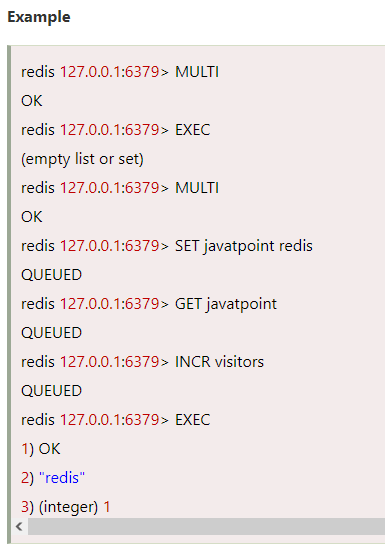 Example
redis 127.0.0.1:6379> MULTI
OK
redis 127.0.0.1:6379> EXEC
(empty list or set)
redis 127.0.0.1:6379> MULTI
OK
redis 127.0.0.1:6379> SET javatpoint redis
QUEUED
redis 127.0.0.1:6379> GET javatpoint
QUEUED
redis 127.0.0.1:6379> INCR visitors
QUEUED
redis 127.0.0.1:6379> EXEC
1) OK
2) "redis"
3) (integer) 1